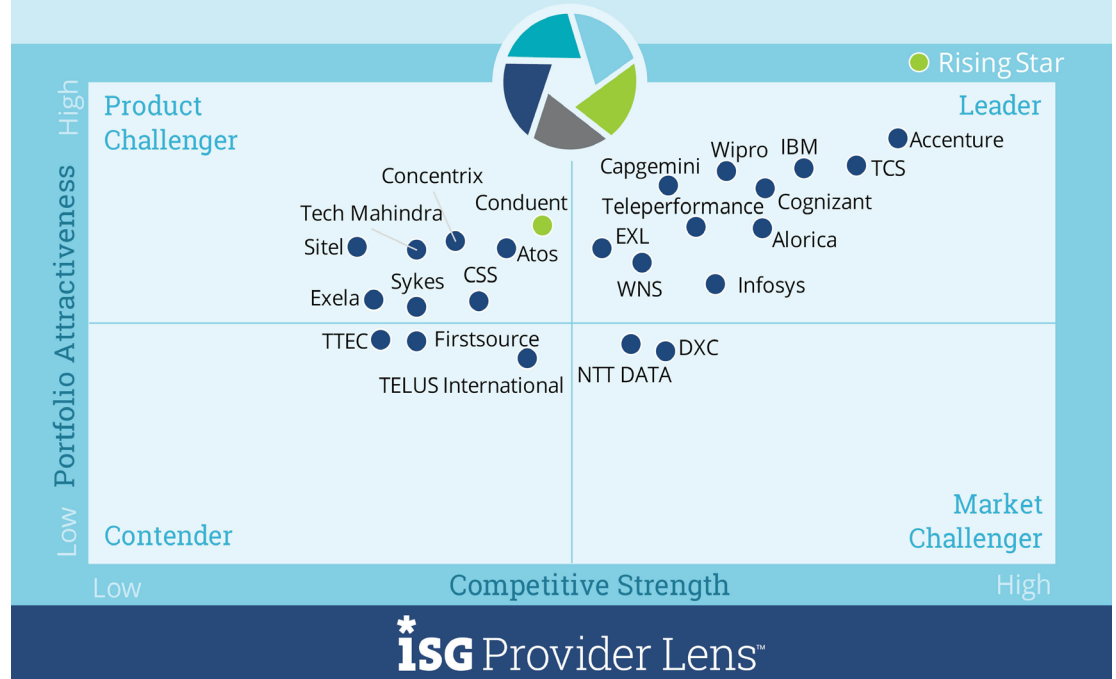 Rising Star
High
Product
Challenger
Leader
Accenture
IBM
Wipro
TCS
Capgemini
Concentrix
Cognizant
Conduent
Teleperformance
Tech Mahindra
Alorica
EXL
Sitel
Atos
CSS
Sykes
WNS
Infosys
Exela
TTEC
Firstsource
DXC
NTT DATA
TELUS International
Portfolio Attractiveness
Low
Contender
Market
Challenger
Low
Competitive Strength
High
*
iSG Provider Lens™